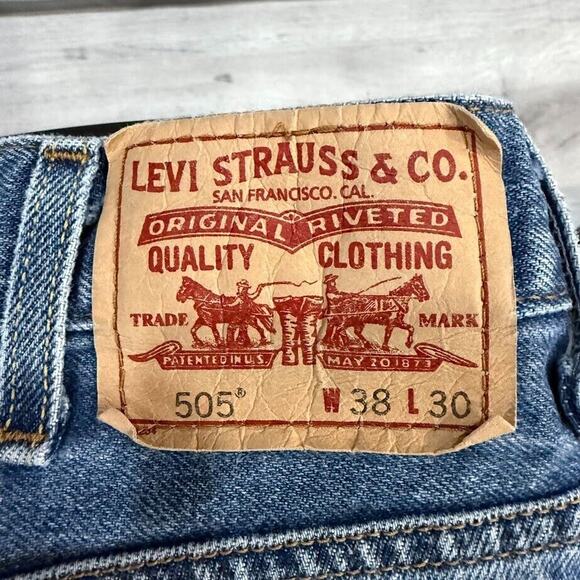 LEVI STRAUSS & CO.
SAN FRANCISCO. CAL.
ORIGINAL RIVETED
QUALITY CLOTHING
TRADE MARK
PATENTED IN U.S. MAY 20 1873
505® W 38 L 30